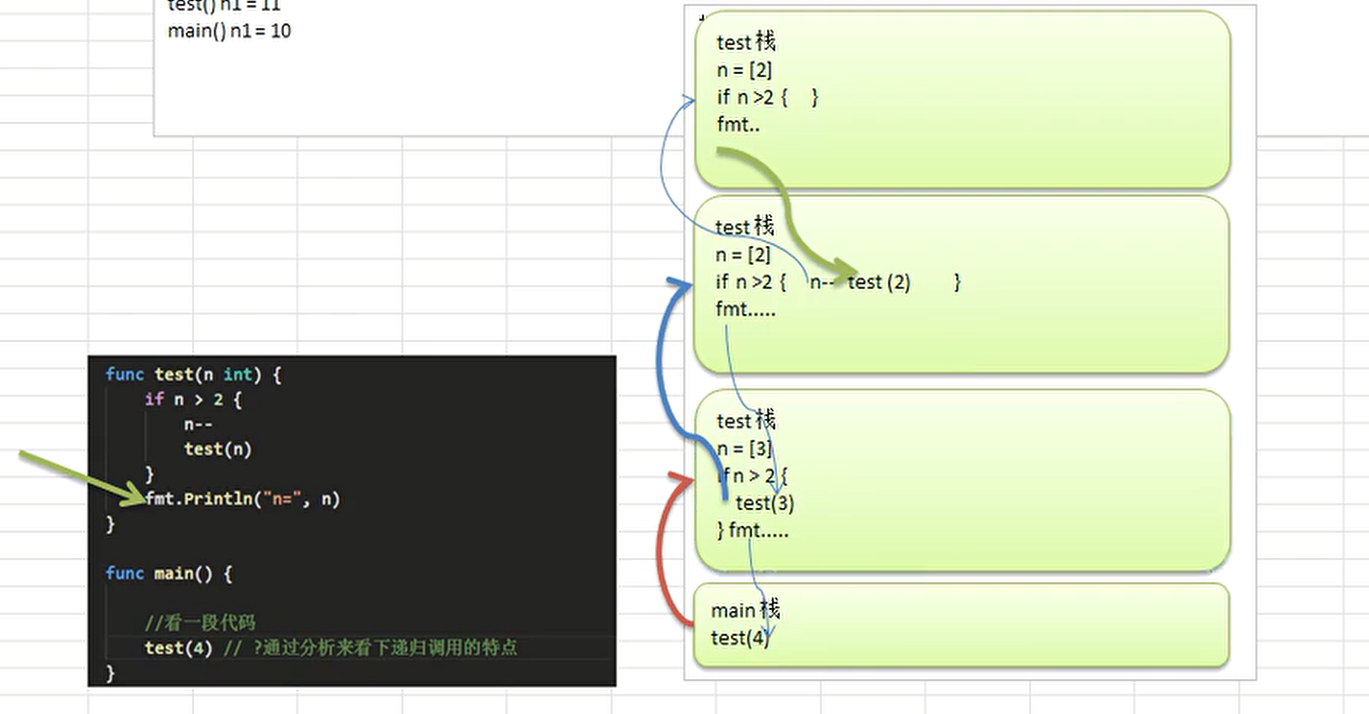 test() n1 = 11
main() n1 = 10
test 栈
n = [2]
if n >2 { }
fmt..
test 栈
n = [2]
if n >2 { n-- test (2) }
fmt.....
test 栈
n = [3]
if n > 2 {
test(3)
} fmt.....
main 栈
test(4)
func test(n int) {
if n > 2 {
n--
test(n)
}
fmt.Println("n=", n)
}
func main() {
//看一段代码
test(4) // ?通过分析来看下递归调用的特点
}